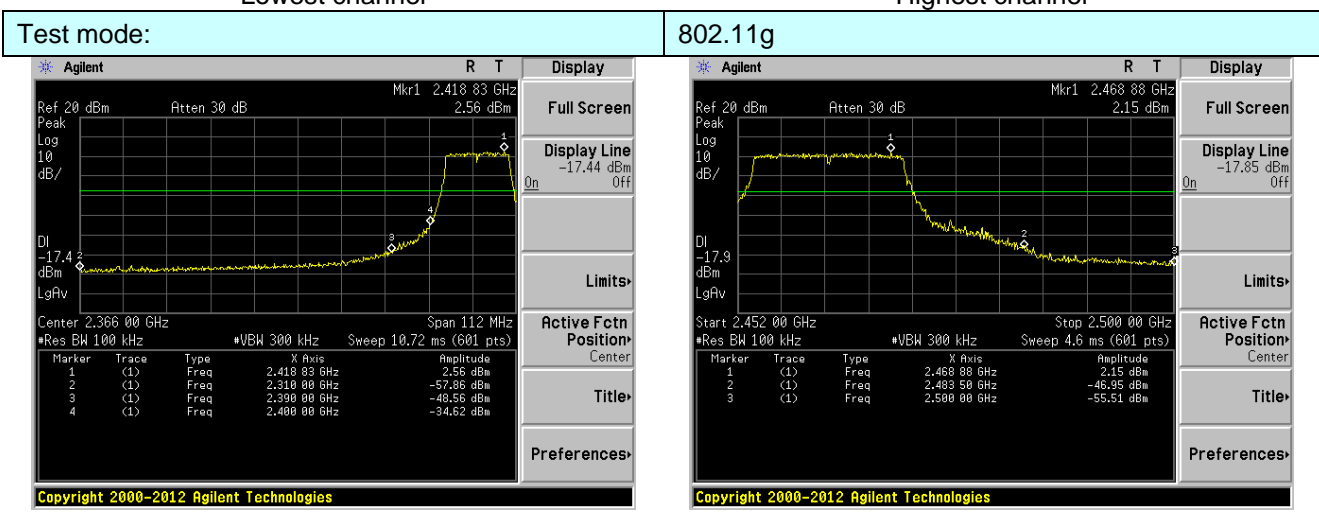 Lowest channel Highest channel
Test mode: 802.11g
Agilent R T Display
Mkr1 2.418 83 GHz
Ref 20 dBm Atten 30 dB 2.56 dBm
Full Screen
Peak
Log
10
dB/
1
Display Line
-17.44 dBm
On Off
4
3
DI
-17.4
2
dBm
LgAv
Limits
Center 2.366 00 GHz Span 112 MHz
#Res BW 100 kHz #VBW 300 kHz Sweep 10.72 ms (601 pts)
Active Fctn
Position
Center
Marker Trace Type X Axis Amplitude
1 (1) Freq 2.418 83 GHz 2.56 dBm
2 (1) Freq 2.310 00 GHz -57.86 dBm
3 (1) Freq 2.390 00 GHz -48.56 dBm
4 (1) Freq 2.400 00 GHz -34.62 dBm
Title
Preferences
Copyright 2000-2012 Agilent Technologies
Agilent R T Display
Mkr1 2.468 88 GHz
Ref 20 dBm Atten 30 dB 2.15 dBm
Full Screen
Peak
Log
10
dB/
1
Display Line
-17.85 dBm
On Off
2
3
DI
-17.9
dBm
LgAv
Limits
Start 2.452 00 GHz Stop 2.500 00 GHz
#Res BW 100 kHz #VBW 300 kHz Sweep 4.6 ms (601 pts)
Active Fctn
Position
Center
Marker Trace Type X Axis Amplitude
1 (1) Freq 2.468 88 GHz 2.15 dBm
2 (1) Freq 2.483 50 GHz -46.95 dBm
3 (1) Freq 2.500 00 GHz -55.51 dBm
Title
Preferences
Copyright 2000-2012 Agilent Technologies